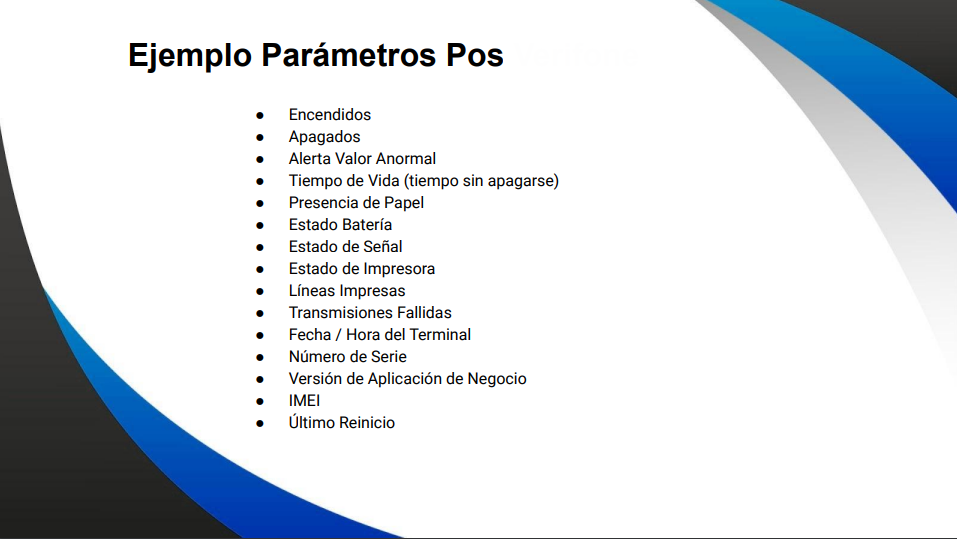 Ejemplo Parámetros Pos
● Encendidos
● Apagados
● Alerta Valor Anormal
● Tiempo de Vida (tiempo sin apagarse)
● Presencia de Papel
● Estado Batería
● Estado de Señal
● Estado de Impresora
● Líneas Impresas
● Transmisiones Fallidas
● Fecha / Hora del Terminal
● Número de Serie
● Versión de Aplicación de Negocio
● IMEI
● Último Reinicio